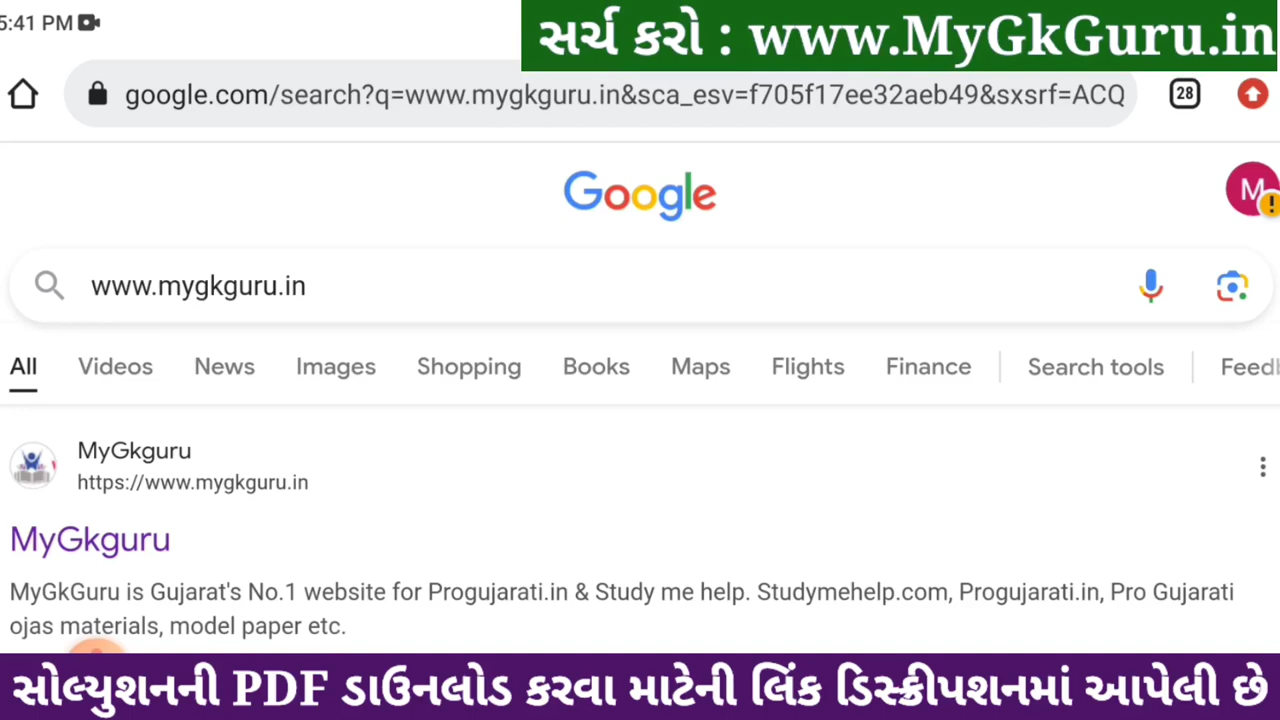 5:41 PM
સર્ચ કરો : www.MyGkGuru.in
google.com/search?q=www.mygkguru.in&sca_esv=f705f17ee32aeb49&sxsrf=ACQ
28
Google
M
!
www.mygkguru.in
All Videos News Images Shopping Books Maps Flights Finance Search tools Feedb
MyGkguru
https://www.mygkguru.in
MyGkguru
MyGkGuru is Gujarat's No.1 website for Progujarati.in & Study me help. Studymehelp.com, Progujarati.in, Pro Gujarati
ojas materials, model paper etc.
સોલ્યુશનની PDF ડાઉનલોડ કરવા માટેની લિંક ડિસ્ક્રીપશનમાં આપેલી છે